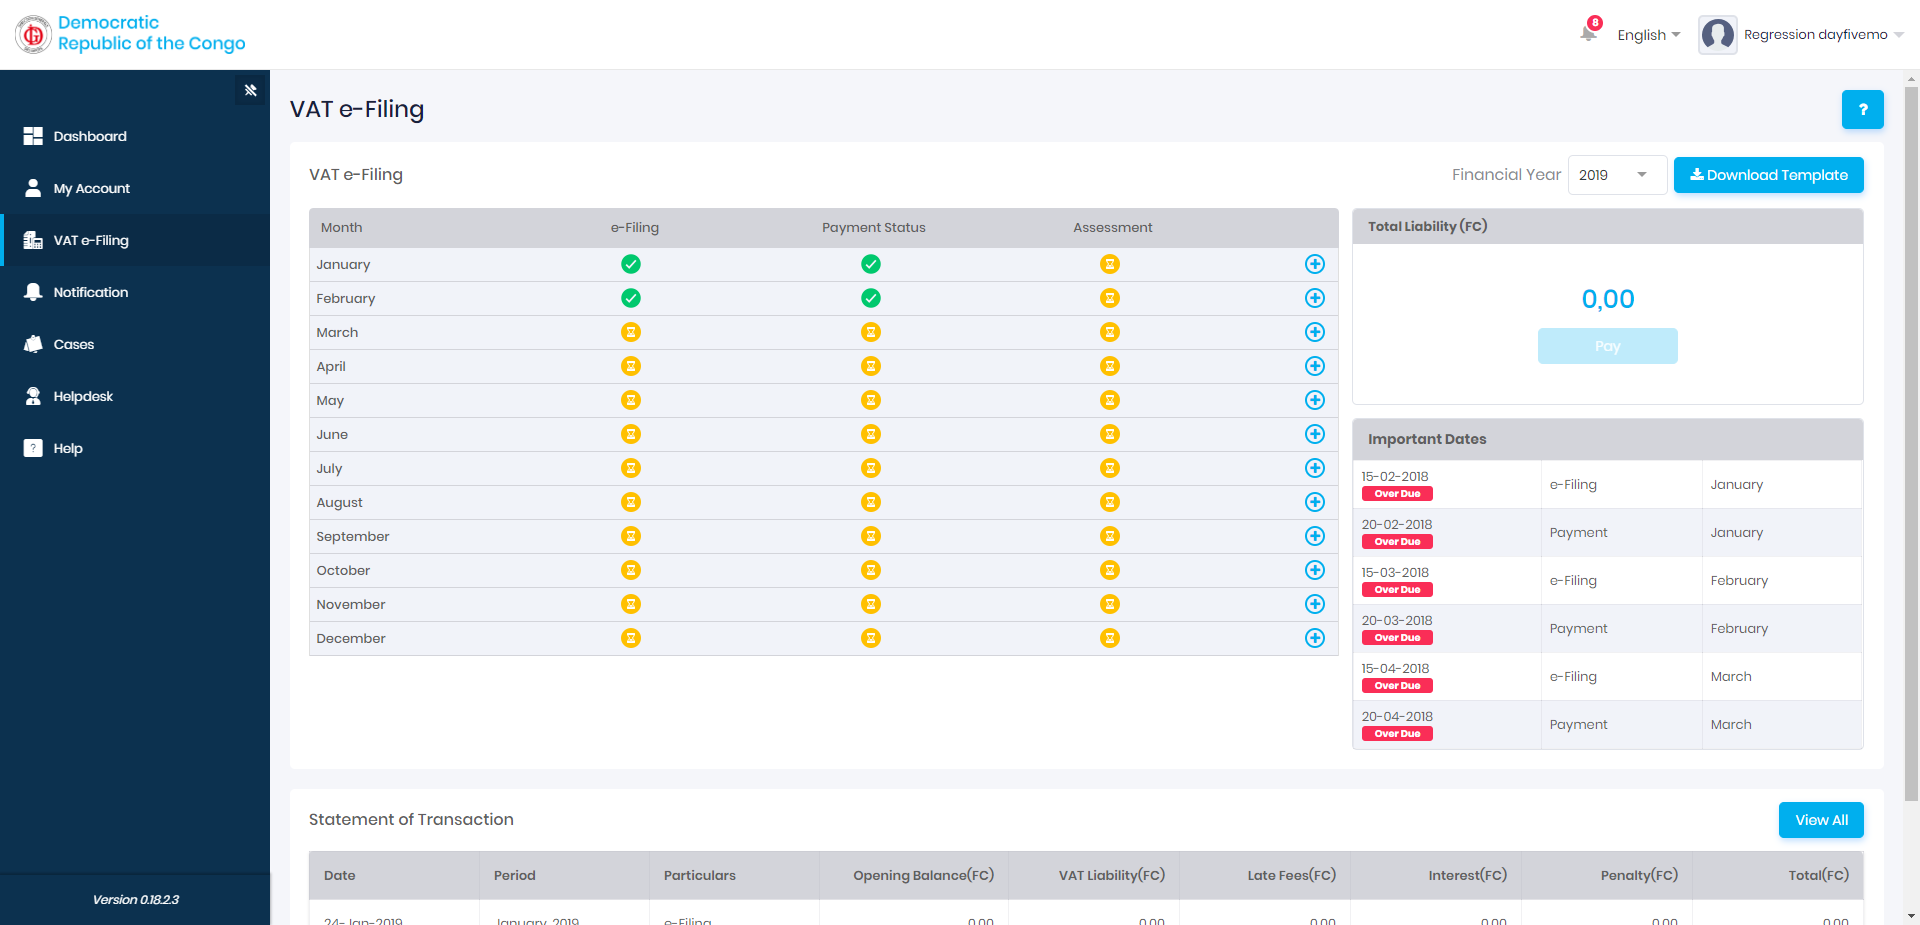 Democratic
Republic of the Congo
8
English
Regression dayfivemo
Dashboard
My Account
VAT e-Filing
Notification
Cases
Helpdesk
? Help
Version 0.18.2.3
VAT e-Filing
?
VAT e-Filing
Financial Year 2019 Download Template
Month e-Filing Payment Status Assessment
January
February
March
April
May
June
July
August
September
October
November
December
Total Liability (FC)
0,00
Pay
Important Dates
15-02-2018 Over Due e-Filing January
20-02-2018 Over Due Payment January
15-03-2018 Over Due e-Filing February
20-03-2018 Over Due Payment February
15-04-2018 Over Due e-Filing March
20-04-2018 Over Due Payment March
Statement of Transaction
View All
Date Period Particulars Opening Balance(FC) VAT Liability(FC) Late Fees(FC) Interest(FC) Penalty(FC) Total(FC)
24-Jan-2019 January, 2019 e-Filing 0,00 0,00 0,00 0,00 0,00 0,00